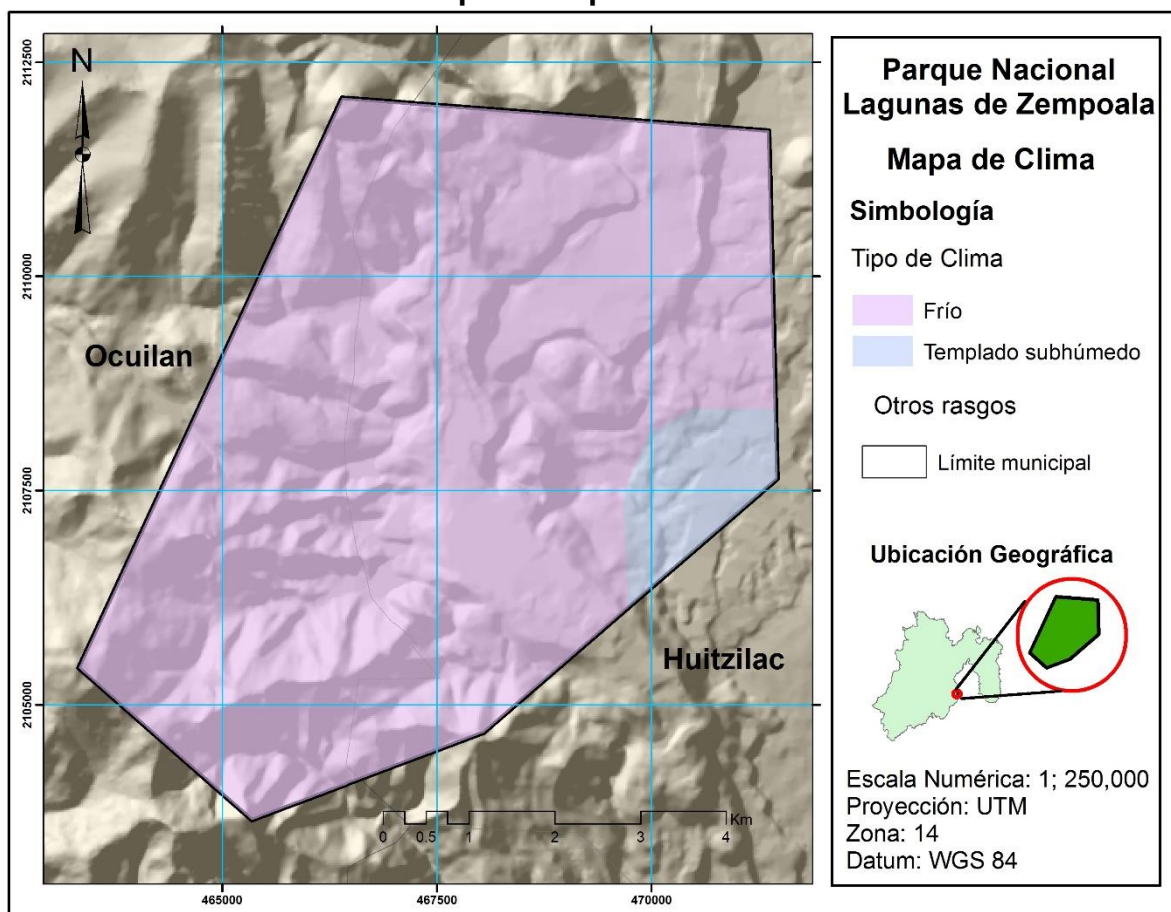 N
2112500
2110000
2107500
2105000
Ocuilan
Huitzilac
0 0.5 1 2 3 4
Km
465000 467500 470000
Parque Nacional
Lagunas de Zempoala
Mapa de Clima
Simbología
Tipo de Clima
Frío
Templado subhúmedo
Otros rasgos
Límite municipal
Ubicación Geográfica
Escala Numérica: 1; 250,000
Proyección: UTM
Zona: 14
Datum: WGS 84